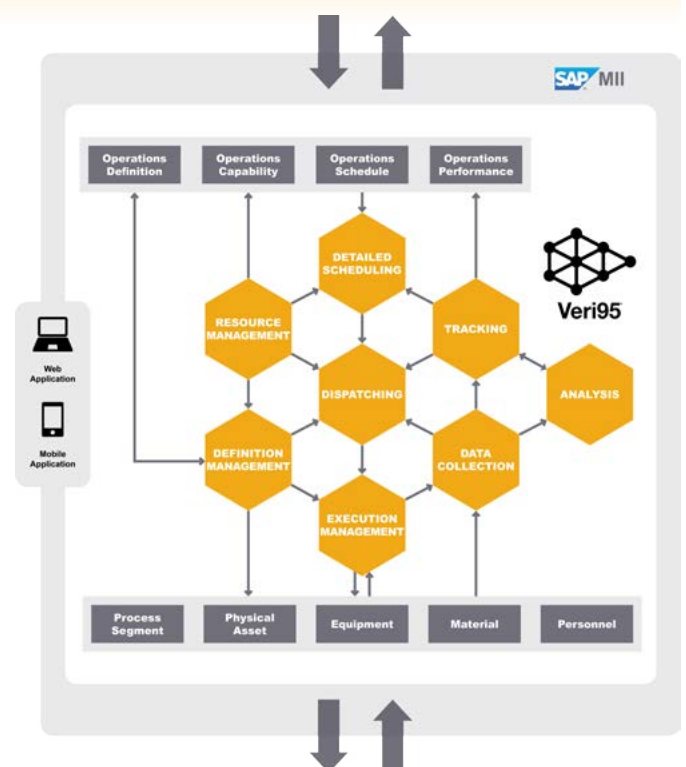 SAP MII
Operations
Definition
Operations
Capability
Operations
Schedule
Operations
Performance
DETAILED
SCHEDULING
Veri95
RESOURCE
MANAGEMENT
TRACKING
Web
Application
DISPATCHING
ANALYSIS
Mobile
Application
DEFINITION
MANAGEMENT
DATA
COLLECTION
EXECUTION
MANAGEMENT
Process
Segment
Physical
Asset
Equipment
Material
Personnel